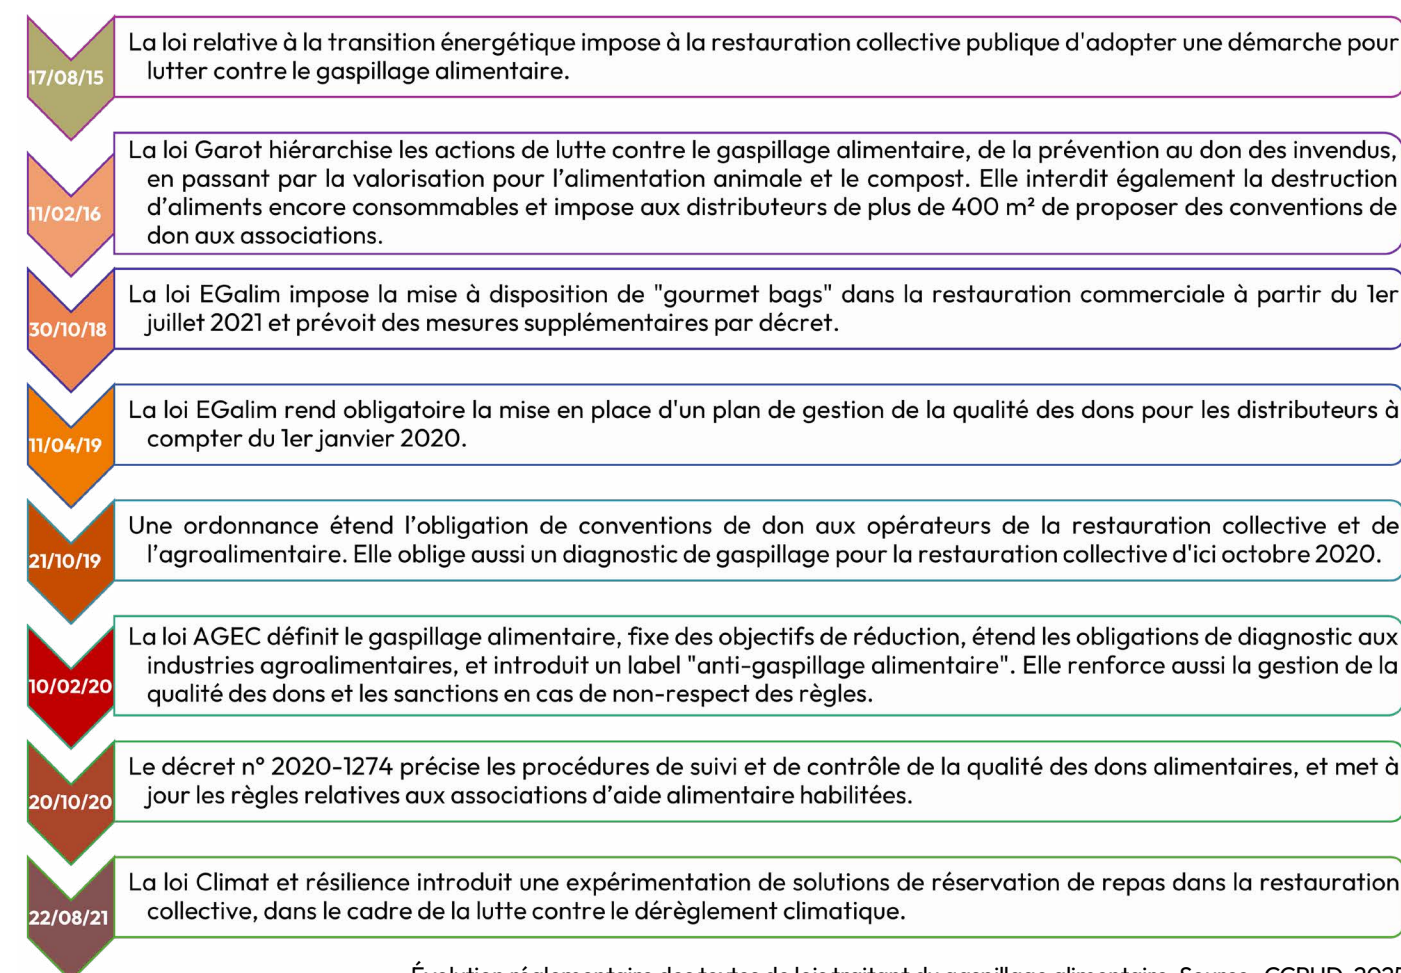 17/08/15
La loi relative à la transition énergétique impose à la restauration collective publique d'adopter une démarche pour
lutter contre le gaspillage alimentaire.
11/02/16
La loi Garot hiérarchise les actions de lutte contre le gaspillage alimentaire, de la prévention au don des invendus,
en passant par la valorisation pour l’alimentation animale et le compost. Elle interdit également la destruction
d’aliments encore consommables et impose aux distributeurs de plus de 400 m² de proposer des conventions de
don aux associations.
30/10/18
La loi EGalim impose la mise à disposition de "gourmet bags" dans la restauration commerciale à partir du 1er
juillet 2021 et prévoit des mesures supplémentaires par décret.
11/04/19
La loi EGalim rend obligatoire la mise en place d'un plan de gestion de la qualité des dons pour les distributeurs à
compter du 1er janvier 2020.
21/10/19
Une ordonnance étend l’obligation de conventions de don aux opérateurs de la restauration collective et de
l’agroalimentaire. Elle oblige aussi un diagnostic de gaspillage pour la restauration collective d'ici octobre 2020.
10/02/20
La loi AGEC définit le gaspillage alimentaire, fixe des objectifs de réduction, étend les obligations de diagnostic aux
industries agroalimentaires, et introduit un label "anti-gaspillage alimentaire". Elle renforce aussi la gestion de la
qualité des dons et les sanctions en cas de non-respect des règles.
20/10/20
Le décret n° 2020-1274 précise les procédures de suivi et de contrôle de la qualité des dons alimentaires, et met à
jour les règles relatives aux associations d’aide alimentaire habilitées.
22/08/21
La loi Climat et résilience introduit une expérimentation de solutions de réservation de repas dans la restauration
collective, dans le cadre de la lutte contre le dérèglement climatique.
Évolution réglementaire des textes de lois traitant du gaspillage alimentaire. Source